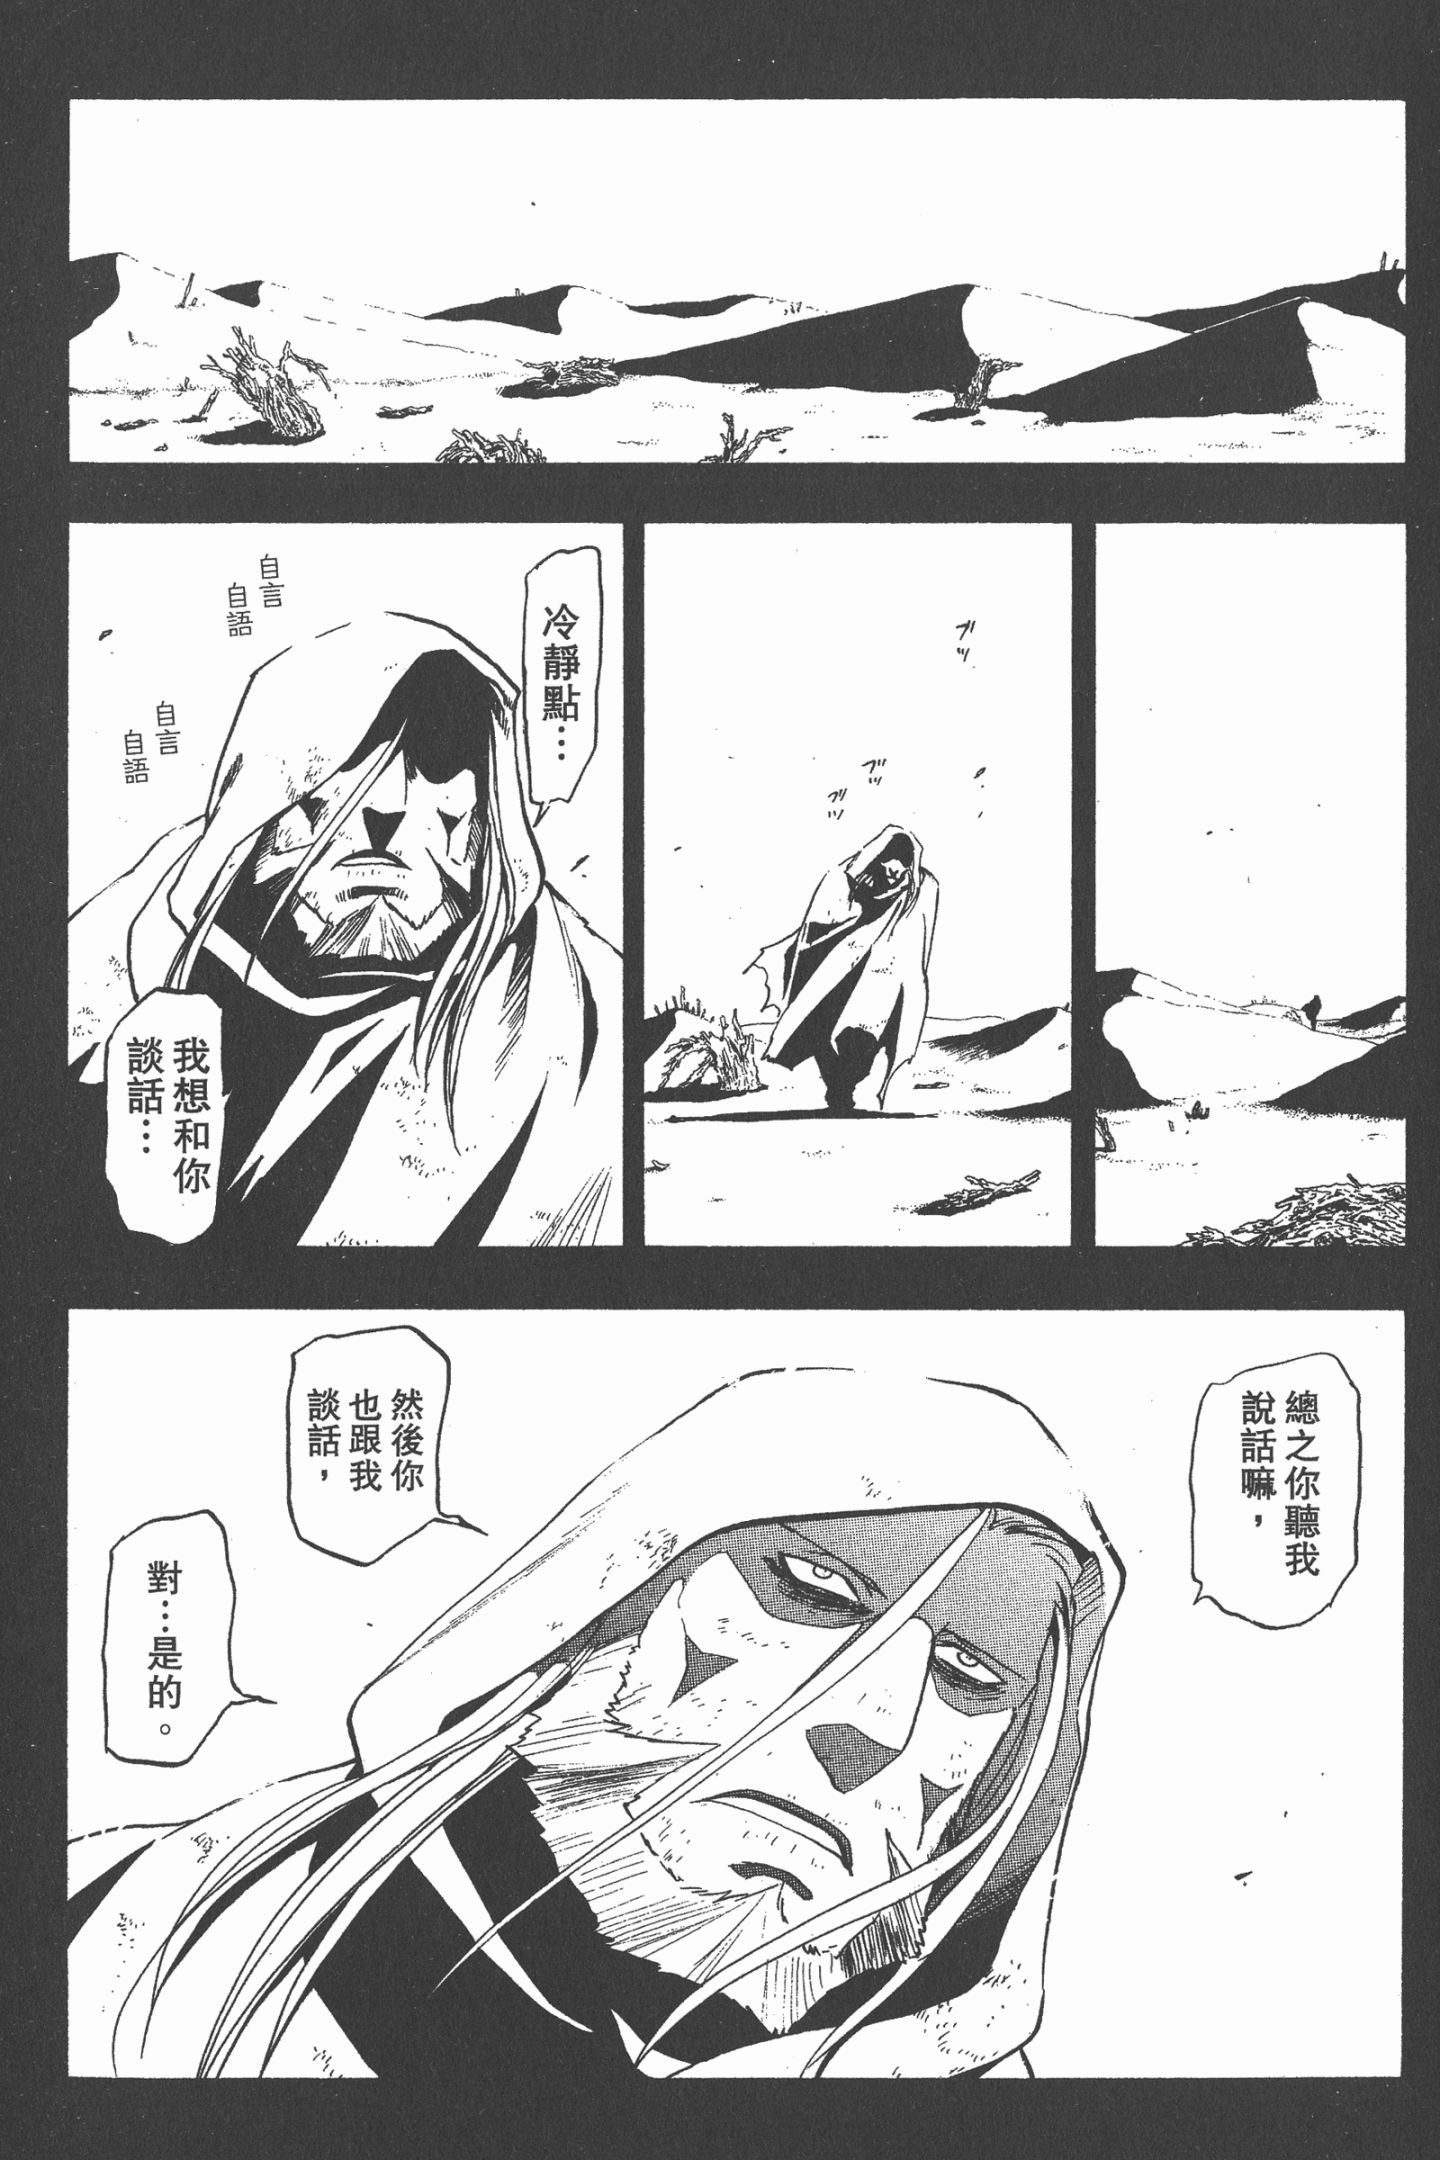 ブツ
ブツ
ブツ
冷靜點⋯
自言
自語
自言
自語
我想和你
談話⋯
總之你聽我
說話嘛，
然後你
也跟我
談話，
對⋯是的。